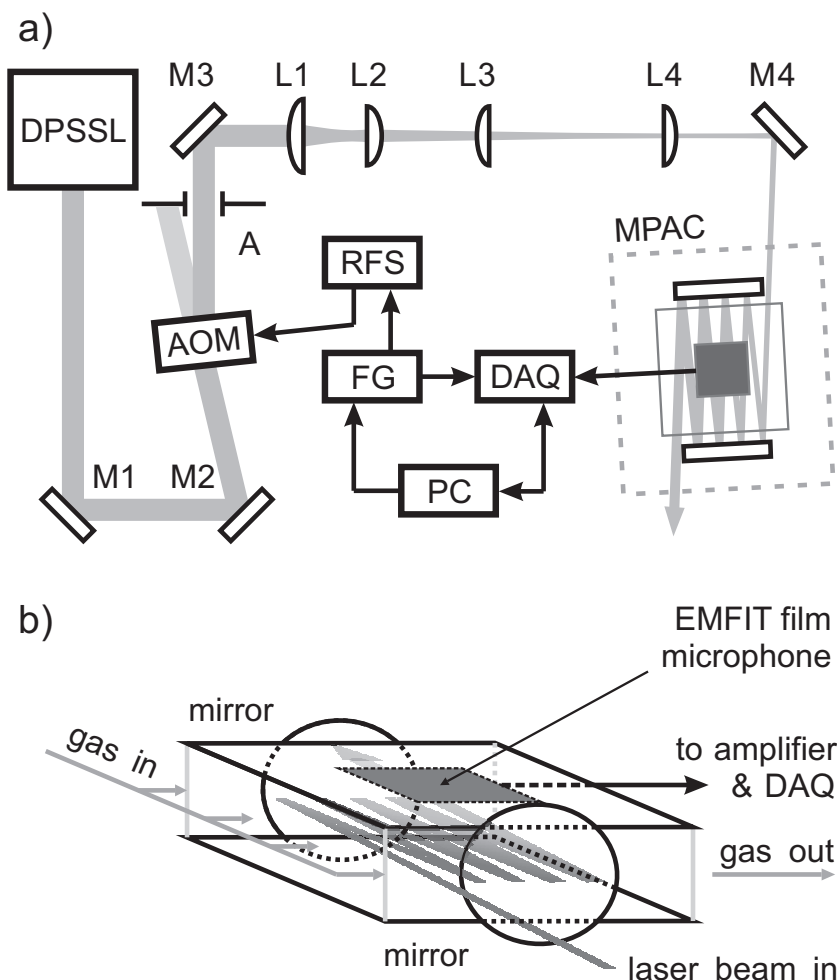 a)
M3 L1 L2 L3 L4 M4
DPSSL
A
MPAC
RFS
AOM
FG DAQ
M1 M2
PC
b)
EMFIT film
microphone
mirror
gas in
to amplifier
& DAQ
gas out
mirror
laser beam in